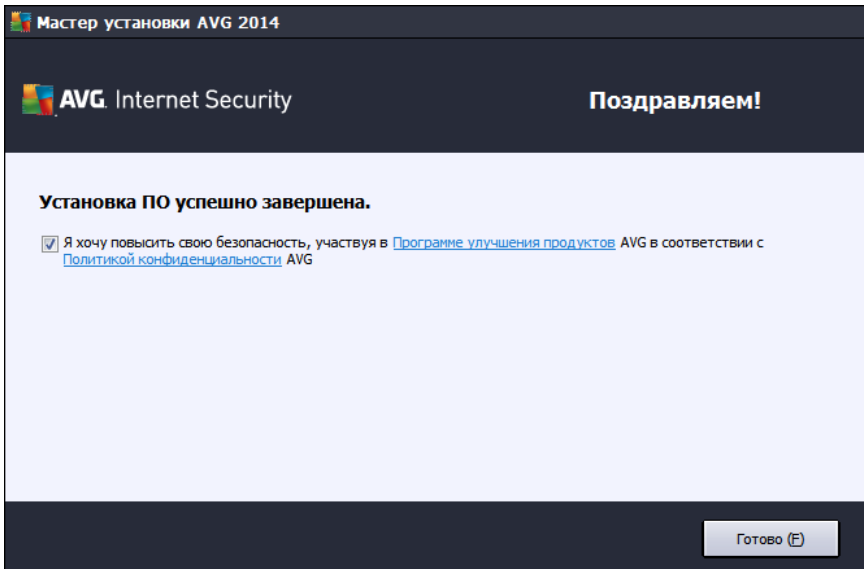 Мастер установки AVG 2014
AVG. Internet Security
Поздравляем!
Установка ПО успешно завершена.
Я хочу повысить свою безопасность, участвуя в Программе улучшения продуктов AVG в соответствии с
Политикой конфиденциальности AVG
Готово (F)